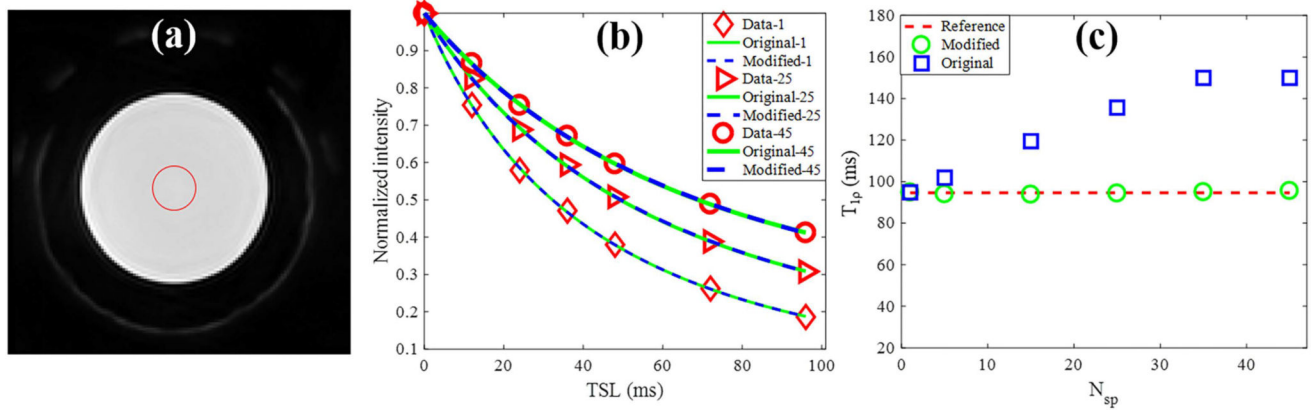 (a)
(b)
(c)
Normalized intensity
0.9
0.8
0.7
0.6
0.5
0.4
0.3
0.2
0.1
0
20
40
60
80
100
TSL (ms)
Data-1
Original-1
Modified-1
Data-25
Original-25
Modified-25
Data-45
Original-45
Modified-45
T1ρ (ms)
180
160
140
120
100
80
60
40
20
0
10
20
30
40
Nsp
Reference
Modified
Original